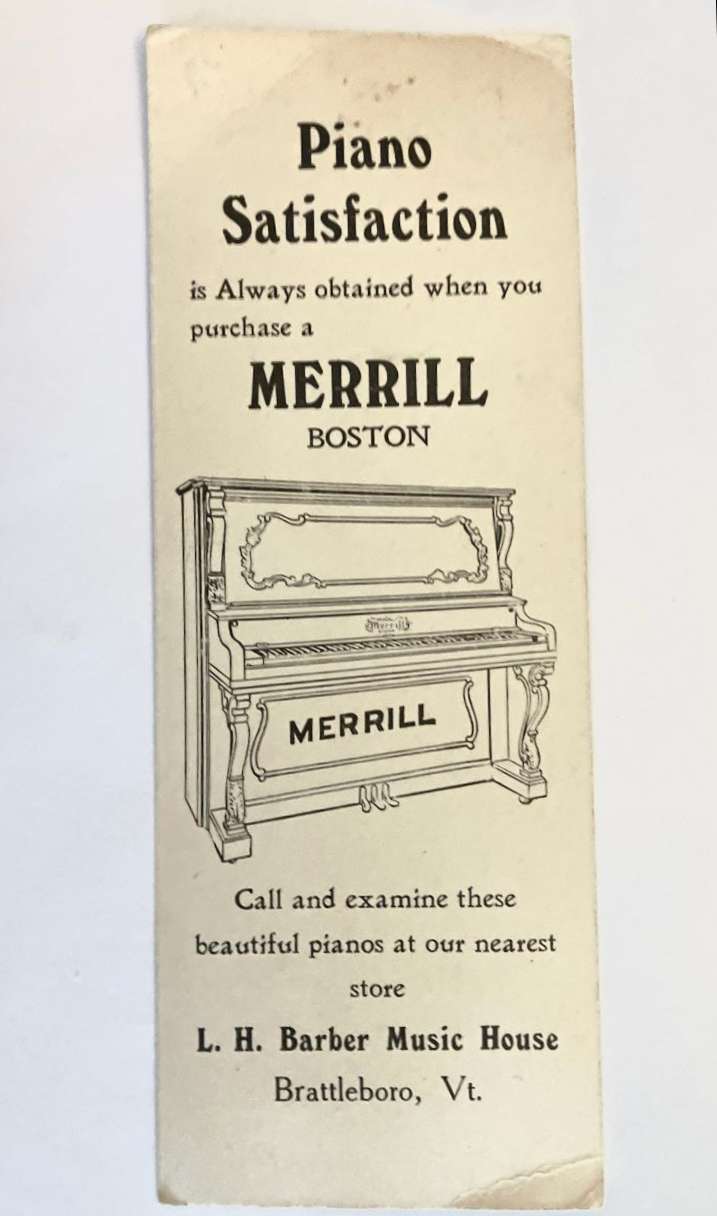 Piano
Satisfaction
is Always obtained when you
purchase a
MERRILL
BOSTON
Merrill
MERRILL
Call and examine these
beautiful pianos at our nearest
store
L. H. Barber Music House
Brattleboro, Vt.